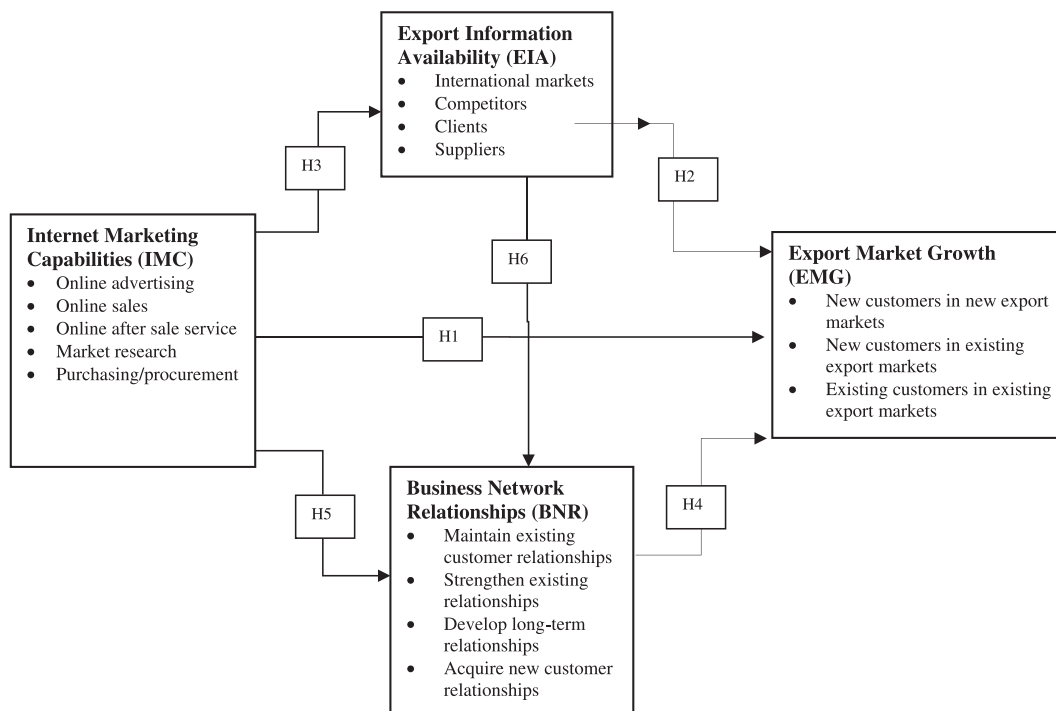 Export Information
Availability (EIA)
• International markets
• Competitors
• Clients
• Suppliers
H3
H2
Internet Marketing
Capabilities (IMC)
• Online advertising
• Online sales
• Online after sale service
• Market research
• Purchasing/procurement
H6
H1
Export Market Growth
(EMG)
• New customers in new export
markets
• New customers in existing
export markets
• Existing customers in existing
export markets
H5
Business Network
Relationships (BNR)
• Maintain existing
customer relationships
• Strengthen existing
relationships
• Develop long-term
relationships
• Acquire new customer
relationships
H4